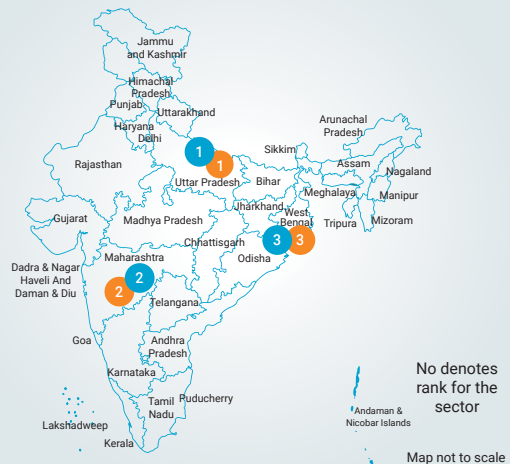 Jammu
and Kashmir
Himachal
Pradesh
Punjab
Uttarakhand
Haryana
Delhi
Arunachal
Pradesh
1
1
Sikkim
Assam
Nagaland
Rajasthan
Uttar Pradesh
Bihar
Meghalaya
Manipur
Jharkhand
West
Bengal
Tripura
Mizoram
Gujarat
Madhya Pradesh
3
3
Chhattisgarh
Odisha
Maharashtra
Dadra & Nagar
Haveli And
Daman & Diu
2
2
Telangana
Goa
Andhra
Pradesh
Karnataka
No denotes
rank for the
sector
Tamil
Nadu
Puducherry
Andaman &
Nicobar Islands
Lakshadweep
Kerala
Map not to scale